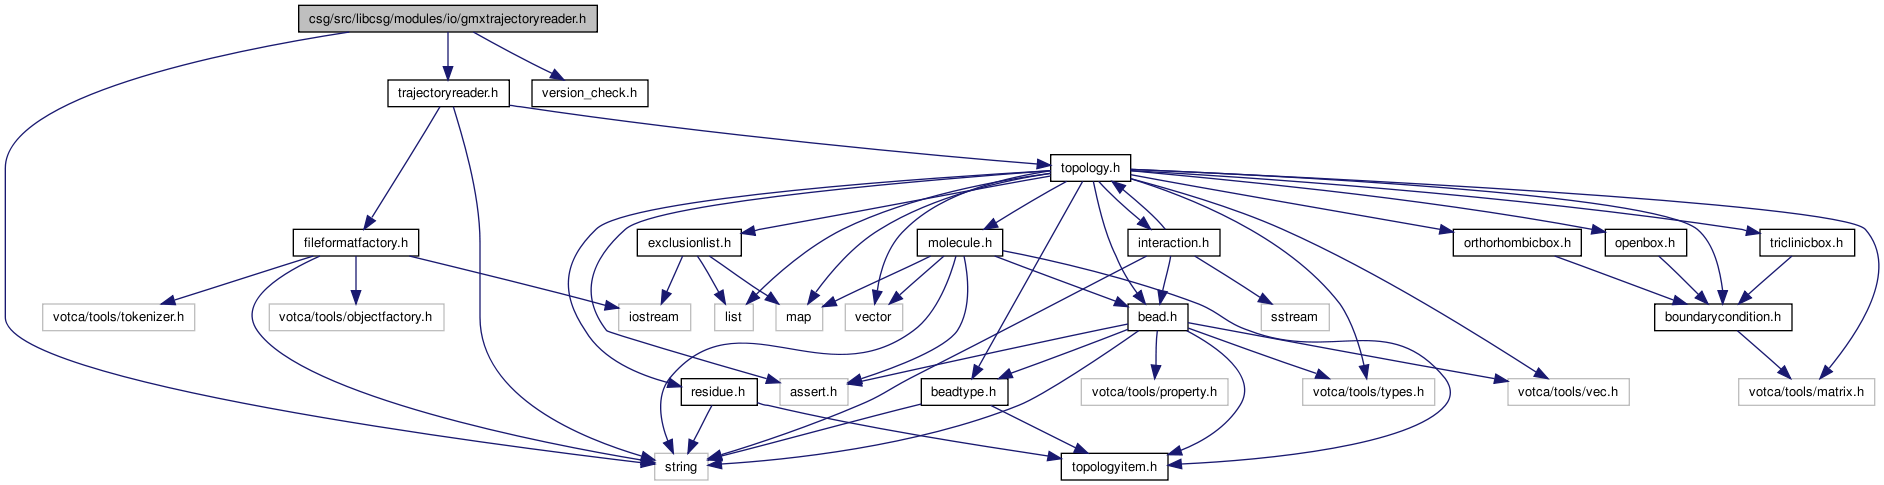 csg/src/libcsg/modules/io/gmxtrajectoryreader.h
trajectoryreader.h
version_check.h
topology.h
fileformatfactory.h
exclusionlist.h
molecule.h
interaction.h
orthorhombicbox.h
openbox.h
triclinicbox.h
votca/tools/tokenizer.h
votca/tools/objectfactory.h
iostream
list
map
vector
bead.h
sstream
boundarycondition.h
residue.h
assert.h
beadtype.h
votca/tools/property.h
votca/tools/types.h
votca/tools/vec.h
votca/tools/matrix.h
string
topologyitem.h